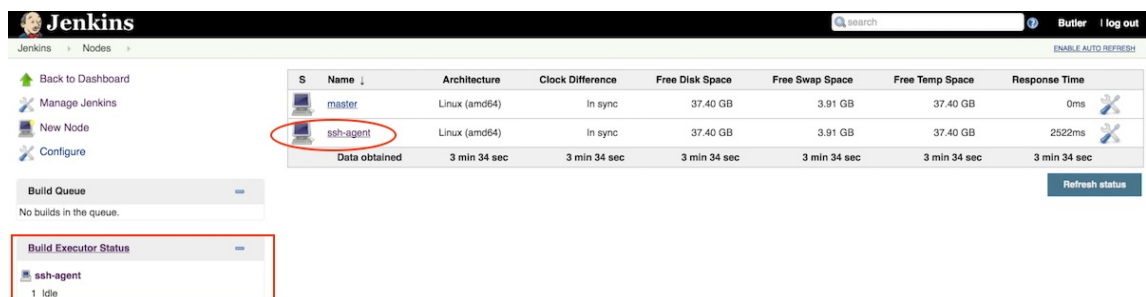 Jenkins
search
Butler | log out
Jenkins Nodes
ENABLE AUTO REFRESH
Back to Dashboard
Manage Jenkins
New Node
Configure
Build Queue
No builds in the queue.
Build Executor Status
ssh-agent
1 Idle
S Name ↓ Architecture Clock Difference Free Disk Space Free Swap Space Free Temp Space Response Time
master Linux (amd64) In sync 37.40 GB 3.91 GB 37.40 GB 0ms
ssh-agent Linux (amd64) In sync 37.40 GB 3.91 GB 37.40 GB 2522ms
Data obtained 3 min 34 sec 3 min 34 sec 3 min 34 sec 3 min 34 sec 3 min 34 sec 3 min 34 sec
Refresh status